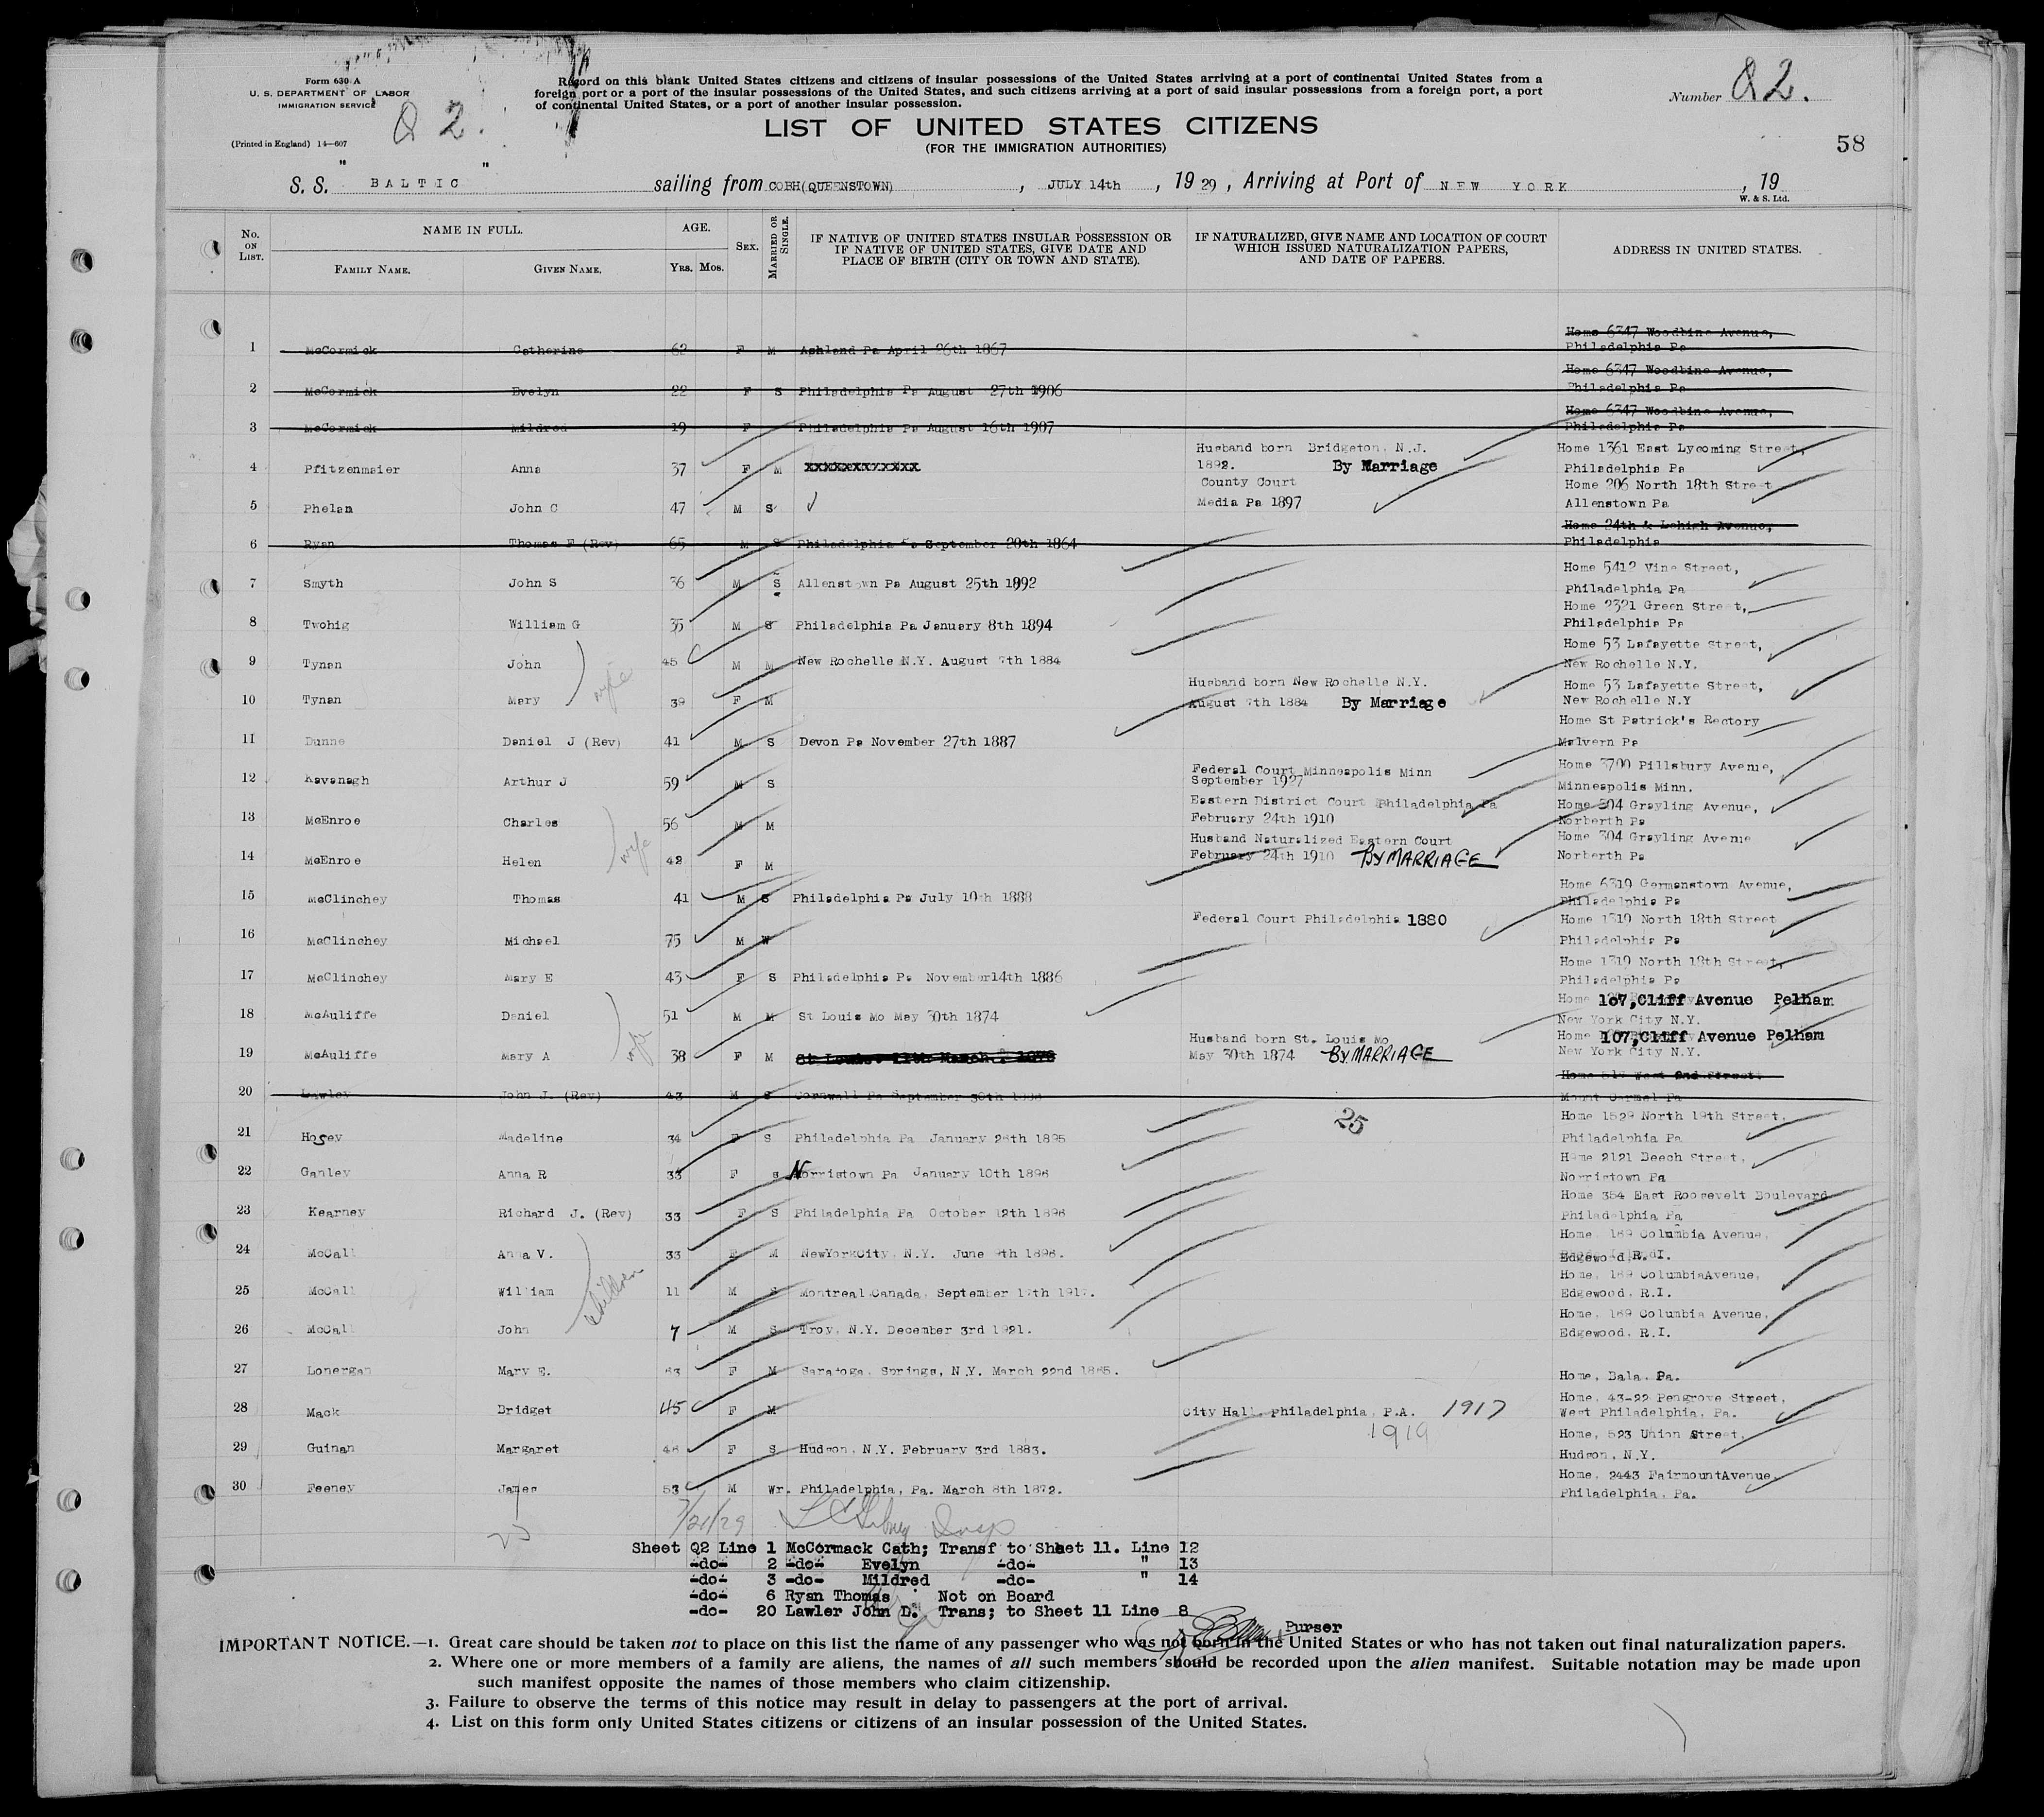 Form 630 A
U. S. DEPARTMENT OF LABOR
IMMIGRATION SERVICE
Q 2.
(Printed in England) 14—607
Record on this blank United States citizens and citizens of insular possessions of the United States arriving at a port of continental United States from a
foreign port or a port of the insular possessions of the United States, and such citizens arriving at a port of said insular possessions from a foreign port, a port
of continental United States, or a port of another insular possession.
Number Q2.
LIST OF UNITED STATES CITIZENS
(FOR THE IMMIGRATION AUTHORITIES)
58
S. S. " BALTIC " sailing from COBH(QUEENSTOWN) , JULY 14th , 19 29 , Arriving at Port of NEW YORK , 19
W. & S. Ltd.
No. ON LIST. NAME IN FULL. FAMILY NAME. GIVEN NAME. AGE. YRS. MOS. SEX. MARRIED OR SINGLE. IF NATIVE OF UNITED STATES INSULAR POSSESSION OR IF NATIVE OF UNITED STATES, GIVE DATE AND PLACE OF BIRTH (CITY OR TOWN AND STATE). IF NATURALIZED, GIVE NAME AND LOCATION OF COURT WHICH ISSUED NATURALIZATION PAPERS, AND DATE OF PAPERS. ADDRESS IN UNITED STATES.
1 McCormick Catherine 62 F M Ashland Pa April 26th 1867 Home 6347 Woodbine Avenue, Philadelphia Pa
2 McCormick Evelyn 22 F S Philadelphia Pa August 27th 1906 Home 6347 Woodbine Avenue, Philadelphia Pa
3 McCormick Mildred 19 F Philadelphia Pa August 16th 1907 Home 6347 Woodbine Avenue, Philadelphia Pa
4 Pfitzenmaier Anna 37 F M xxxxxxxxxxxxx Husband born Bridgeton, N.J. 1892. By Marriage Home 1361 East Lycoming Street, Philadelphia Pa
5 Phelan John C 47 M S County Court Media Pa 1897 Home 206 North 18th Street Allenstown Pa
6 Ryan Thomas F (Rev) 65 M S Philadelphia Pa September 20th 1864 Home 24th & Lehigh Avenue, Philadelphia
7 Smyth John S 36 M S Allenstown Pa August 25th 1892 Home 5412 Vine Street, Philadelphia Pa
8 Twohig William G 35 M S Philadelphia Pa January 8th 1894 Home 2321 Green Street, Philadelphia Pa
9 Tynan John 45 M M New Rochelle N.Y. August 7th 1884 Home 53 Lafayette Street, New Rochelle N.Y.
10 Tynan Mary wife 39 F M Husband born New Rochelle N.Y. August 7th 1884 By Marriage Home 53 Lafayette Street, New Rochelle N.Y
11 Dunne Daniel J (Rev) 41 M S Devon Pa November 27th 1887 Home St Patrick's Rectory Malvern Pa
12 Kavanagh Arthur J 59 M S Federal Court Minneapolis Minn September 1927 Home 3700 Pillsbury Avenue, Minneapolis Minn.
13 McEnroe Charles 56 M M Eastern District Court Philadelphia Pa February 24th 1910 Home 304 Grayling Avenue, Norberth Pa
14 McEnroe Helen wife 42 F M Husband Naturalized Eastern Court February 24th 1910 BY MARRIAGE Home 304 Grayling Avenue Norberth Pa
15 McClinchey Thomas 41 M S Philadelphia Pa July 10th 1888 Home 6319 Germanstown Avenue, Philadelphia Pa
16 McClinchey Michael 75 M W Federal Court Philadelphia 1880 Home 1319 North 18th Street Philadelphia Pa
17 McClinchey Mary E 43 F S Philadelphia Pa November14th 1886 Home 1319 North 18th Street, Philadelphia Pa
18 McAuliffe Daniel 51 M M St Louis Mo May 30th 1874 Home 107,Cliff Avenue Pelham New York City N.Y.
19 McAuliffe Mary A wife 38 F M Husband born St. Louis Mo May 30th 1874 BY MARRIAGE Home 107,Cliff Avenue Pelham New York City N.Y.
20 Lawler John J. (Rev) 43 M S Cornwall Pa September 30th Home West 2nd Street. Mount Carmel Pa
25
21 Hosey Madeline 34 F S Philadelphia Pa January 28th 1895 Home 1529 North 19th Street, Philadelphia Pa
22 Ganley Anna R 33 F S Norristown Pa January 10th 1896 Home 2121 Beech Street, Norristown Pa
23 Kearney Richard J. (Rev) 33 F S Philadelphia Pa October 12th 1896 Home 354 East Roosevelt Boulevard Philadelphia Pa
24 McCall Anna V. 33 F M NewYorkCity, N.Y. June 9th 1896. Home, 189 Columbia Avenue, Edgewood, R.I.
25 McCall William children 11 M S Montreal,Canada, September 17th 1917. Home, 189 ColumbiaAvenue, Edgewood, R.I.
26 McCall John 7 M S Troy, N.Y. December 3rd 1921. Home, 189 Columbia Avenue, Edgewood, R.I.
27 Lonergan Mary E. 63 F M Saratoga, Springs, N.Y. March 22nd 1865. Home, Bala, Pa.
28 Mack Bridget 45 F M City Hall, Philadelphia, P.A. 1917 1919 Home, 43-22 Pengrove Street, West Philadelphia, Pa.
29 Guinan Margaret 46 F S Hudson, N.Y. February 3rd 1883. Home, 523 Union Street, Hudson, N.Y.
30 Feeney James 53 M Wr. Philadelphia, Pa. March 8th 1872. Home, 2443 FairmountAvenue, Philadelphia, Pa.
25 7/21/29 Insp
Sheet Q2 Line 1 McCormack Cath; Transf to Sheet 11. Line 12
-do- 2 -do- Evelyn -do- " 13
-do- 3 -do- Mildred -do- " 14
-do- 6 Ryan Thomas Not on Board
-do- 20 Lawler John D. Trans; to Sheet 11 Line 8
Purser
IMPORTANT NOTICE.—1. Great care should be taken not to place on this list the name of any passenger who was not born in the United States or who has not taken out final naturalization papers.
2. Where one or more members of a family are aliens, the names of all such members should be recorded upon the alien manifest. Suitable notation may be made upon
such manifest opposite the names of those members who claim citizenship.
3. Failure to observe the terms of this notice may result in delay to passengers at the port of arrival.
4. List on this form only United States citizens or citizens of an insular possession of the United States.